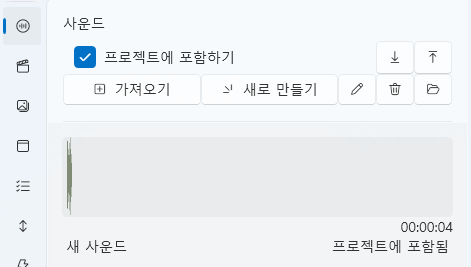 사운드
프로젝트에 포함하기
가져오기 새로 만들기
00:00:04
새 사운드 프로젝트에 포함됨